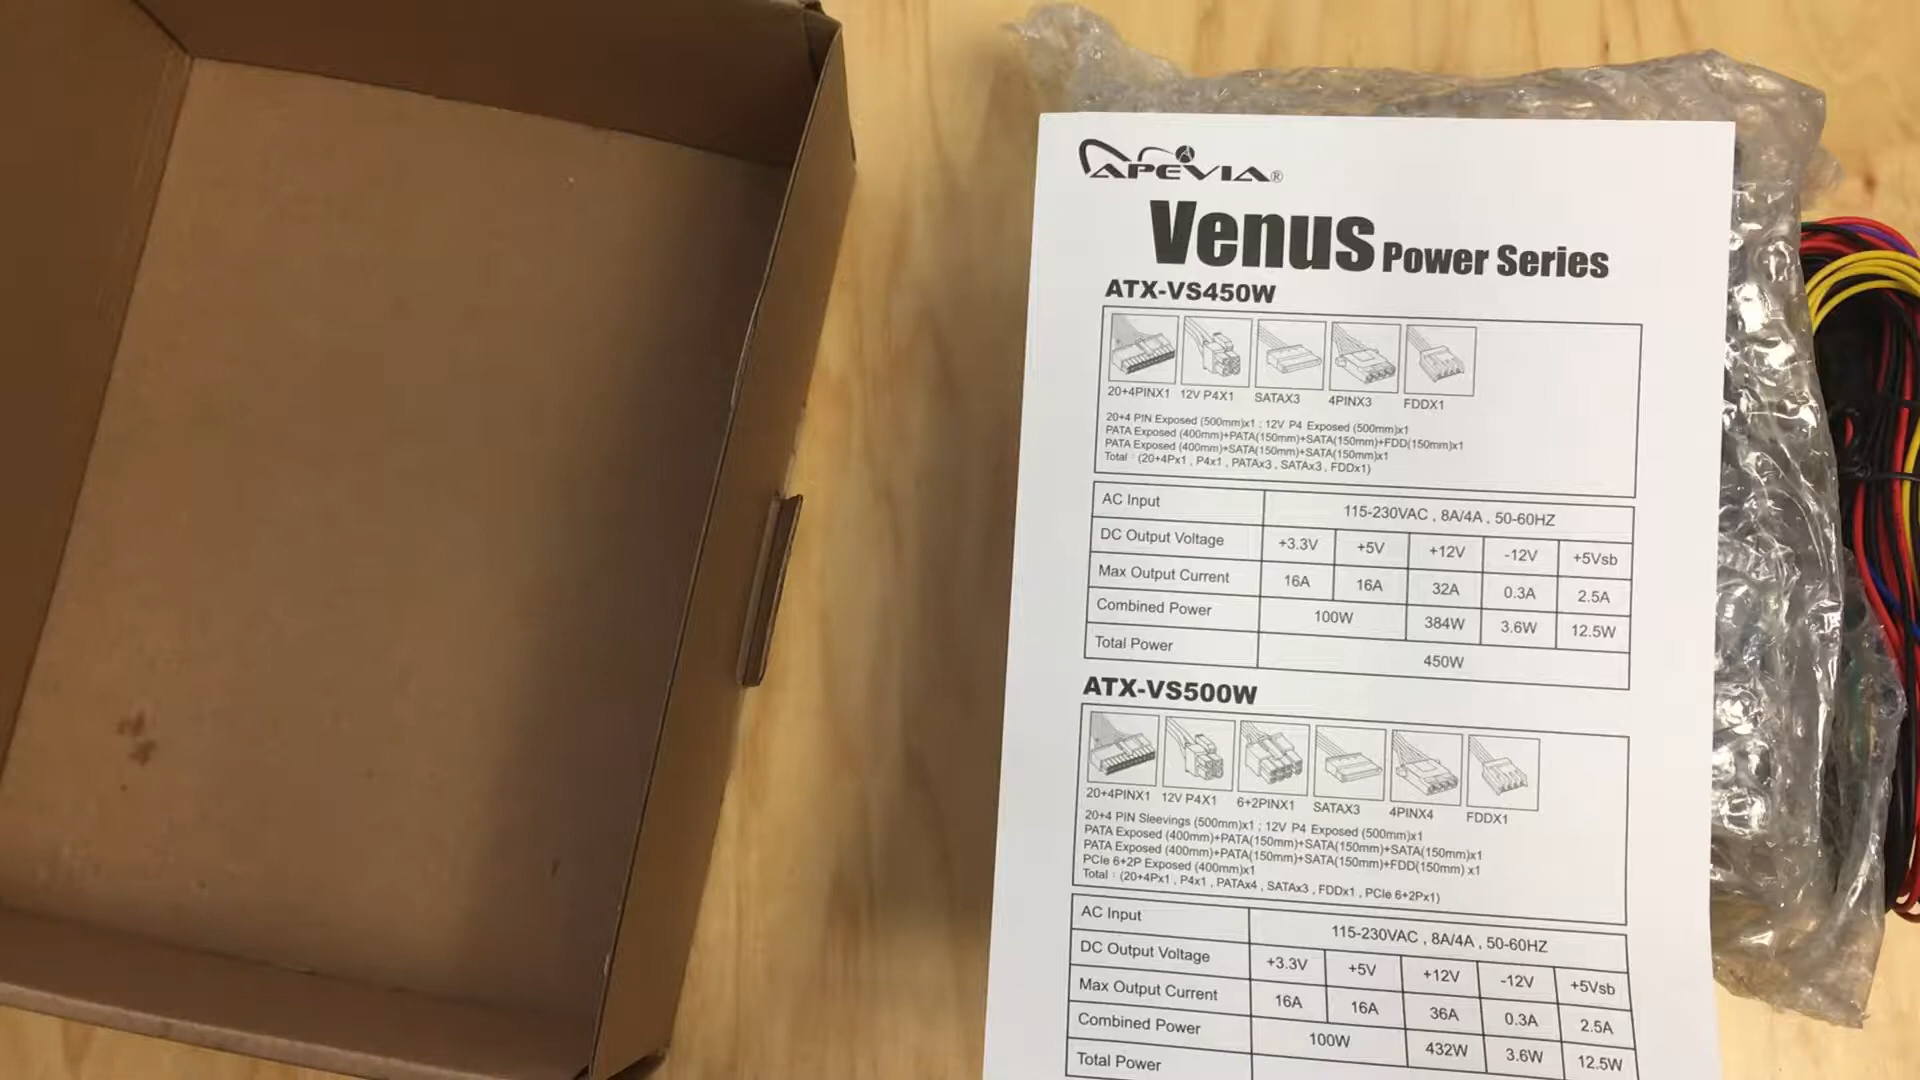 APEVIA®
Venus Power Series
ATX-VS450W
20+4PINX1 12V P4X1 SATAX3 4PINX3 FDDX1
20+4 PIN Exposed (500mm)x1 ; 12V P4 Exposed (500mm)x1
PATA Exposed (400mm)+PATA(150mm)+SATA(150mm)+FDD(150mm)x1
PATA Exposed (400mm)+SATA(150mm)+SATA(150mm)x1
Total : (20+4Px1 , P4x1 , PATAx3 , SATAx3 , FDDx1)
AC Input 115-230VAC , 8A/4A , 50-60HZ
DC Output Voltage +3.3V +5V +12V -12V +5Vsb
Max Output Current 16A 16A 32A 0.3A 2.5A
Combined Power 100W 384W 3.6W 12.5W
Total Power 450W
ATX-VS500W
20+4PINX1 12V P4X1 6+2PINX1 SATAX3 4PINX4 FDDX1
20+4 PIN Sleevings (500mm)x1 ; 12V P4 Exposed (500mm)x1
PATA Exposed (400mm)+PATA(150mm)+SATA(150mm)+SATA(150mm)x1
PATA Exposed (400mm)+PATA(150mm)+SATA(150mm)+FDD(150mm) x1
PCIe 6+2P Exposed (400mm)x1
Total : (20+4Px1 , P4x1 , PATAx4 , SATAx3 , FDDx1 , PCIe 6+2Px1)
AC Input 115-230VAC , 8A/4A , 50-60HZ
DC Output Voltage +3.3V +5V +12V -12V +5Vsb
Max Output Current 16A 16A 36A 0.3A 2.5A
Combined Power 100W 432W 3.6W 12.5W
Total Power